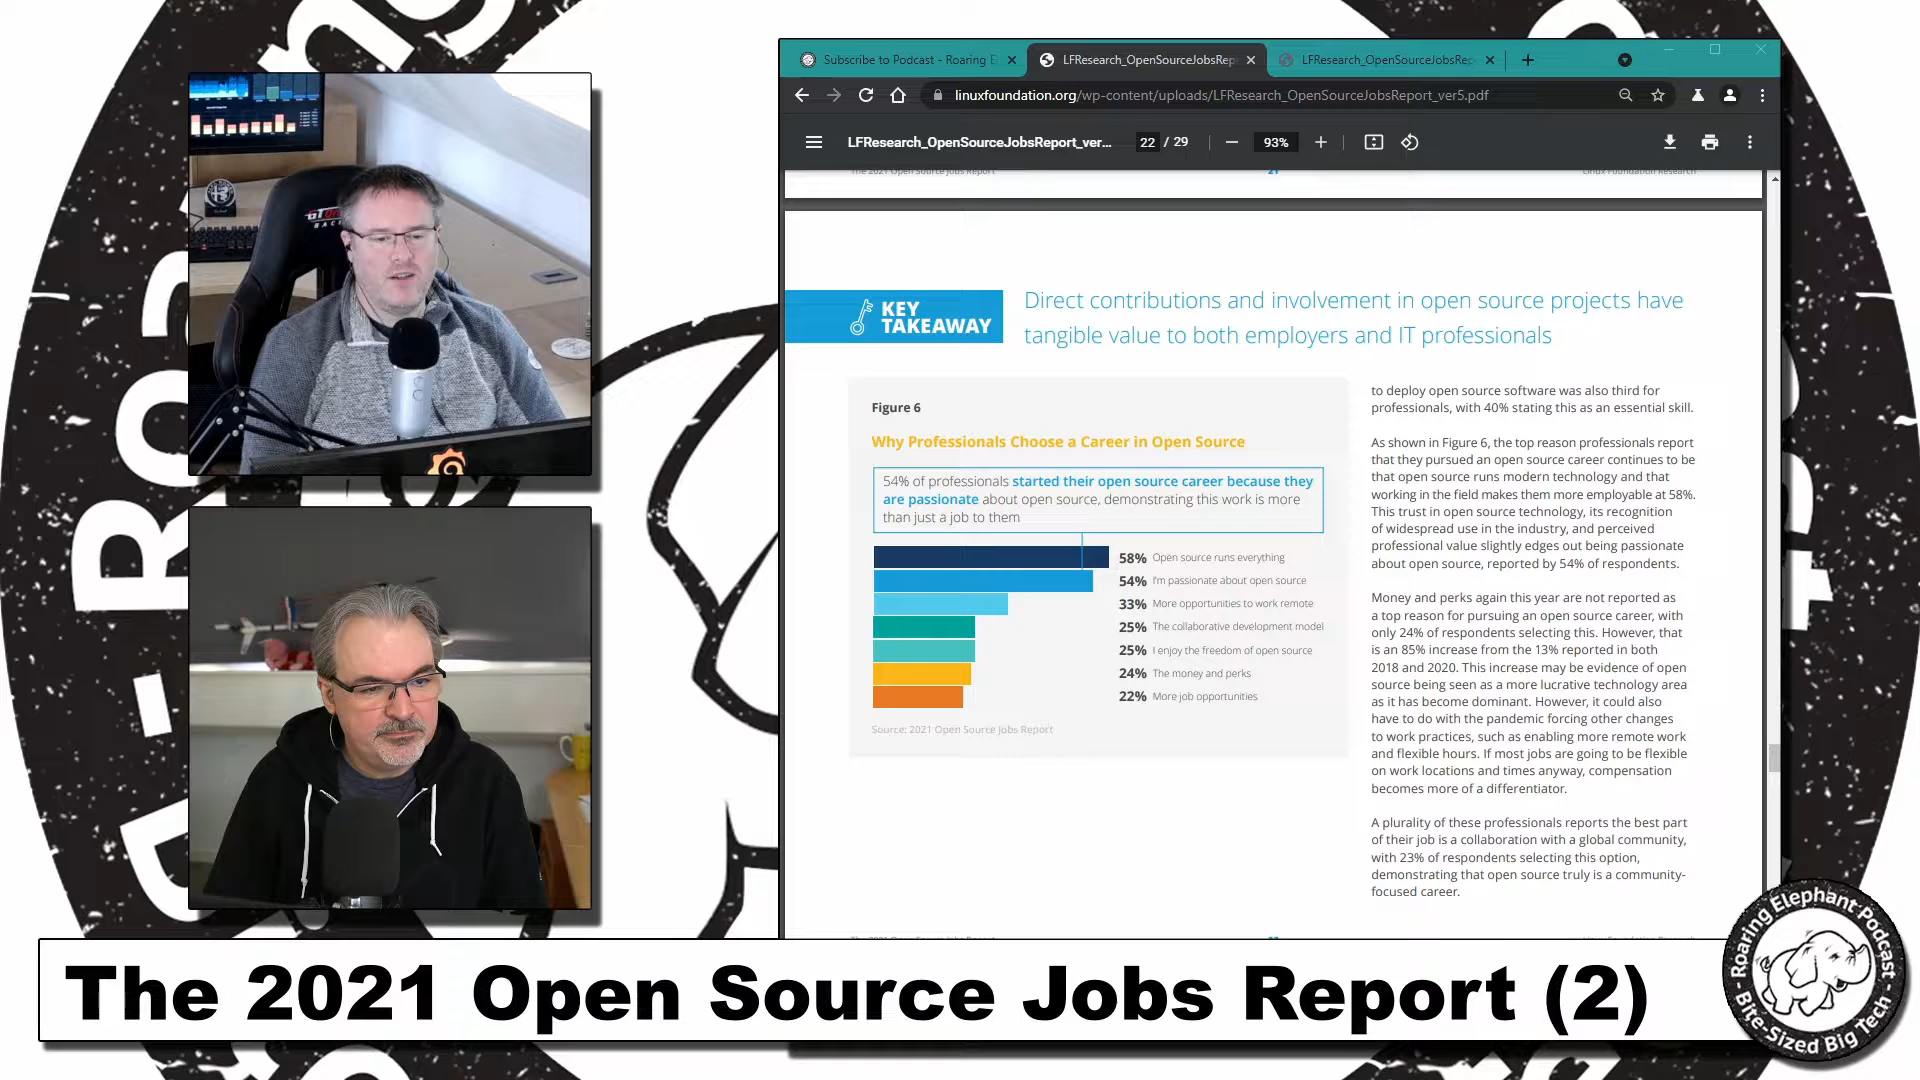 Subscribe to Podcast - Roaring E
LFResearch_OpenSourceJobsRep
LFResearch_OpenSourceJobsRep
linuxfoundation.org/wp-content/uploads/LFResearch_OpenSourceJobsReport_ver5.pdf
LFResearch_OpenSourceJobsReport_ver...
22 / 29
93%
The 2021 Open Source Jobs Report
21
Linux Foundation Research
KEY
TAKEAWAY
Direct contributions and involvement in open source projects have
tangible value to both employers and IT professionals
Figure 6
Why Professionals Choose a Career in Open Source
54% of professionals started their open source career because they
are passionate about open source, demonstrating this work is more
than just a job to them
58% Open source runs everything
54% I'm passionate about open source
33% More opportunities to work remote
25% The collaborative development model
25% I enjoy the freedom of open source
24% The money and perks
22% More job opportunities
Source: 2021 Open Source Jobs Report
to deploy open source software was also third for
professionals, with 40% stating this as an essential skill.
As shown in Figure 6, the top reason professionals report
that they pursued an open source career continues to be
that open source runs modern technology and that
working in the field makes them more employable at 58%.
This trust in open source technology, its recognition
of widespread use in the industry, and perceived
professional value slightly edges out being passionate
about open source, reported by 54% of respondents.
Money and perks again this year are not reported as
a top reason for pursuing an open source career, with
only 24% of respondents selecting this. However, that
is an 85% increase from the 13% reported in both
2018 and 2020. This increase may be evidence of open
source being seen as a more lucrative technology area
as it has become dominant. However, it could also
have to do with the pandemic forcing other changes
to work practices, such as enabling more remote work
and flexible hours. If most jobs are going to be flexible
on work locations and times anyway, compensation
becomes more of a differentiator.
A plurality of these professionals reports the best part
of their job is a collaboration with a global community,
with 23% of respondents selecting this option,
demonstrating that open source truly is a community-
focused career.
The 2021 Open Source Jobs Report (2)
Roaring Elephant Podcast
- Bite-Sized Big Tech -